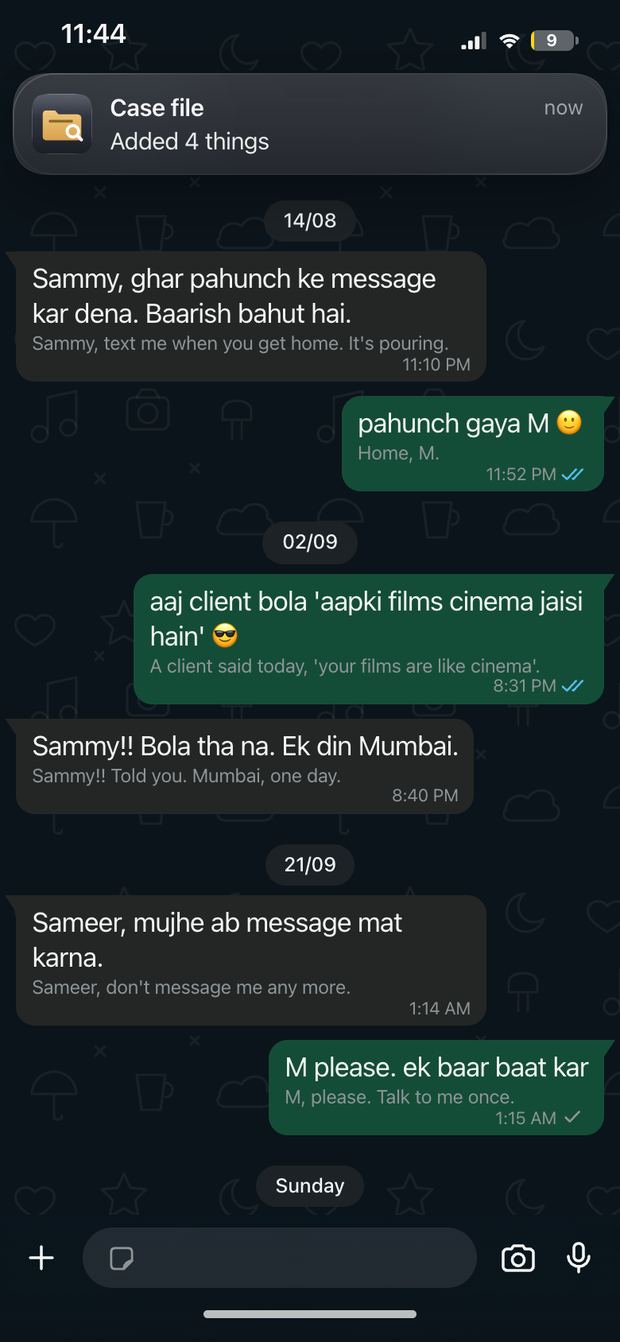 11:44
9
Case file
now
Added 4 things
14/08
Sammy, ghar pahunch ke message
kar dena. Baarish bahut hai.
Sammy, text me when you get home. It's pouring.
11:10 PM
pahunch gaya M 🙂
Home, M.
11:52 PM
02/09
aaj client bola 'aapki films cinema jaisi
hain' 😎
A client said today, 'your films are like cinema'.
8:31 PM
Sammy!! Bola tha na. Ek din Mumbai.
Sammy!! Told you. Mumbai, one day.
8:40 PM
21/09
Sameer, mujhe ab message mat
karna.
Sameer, don't message me any more.
1:14 AM
M please. ek baar baat kar
M, please. Talk to me once.
1:15 AM
Sunday